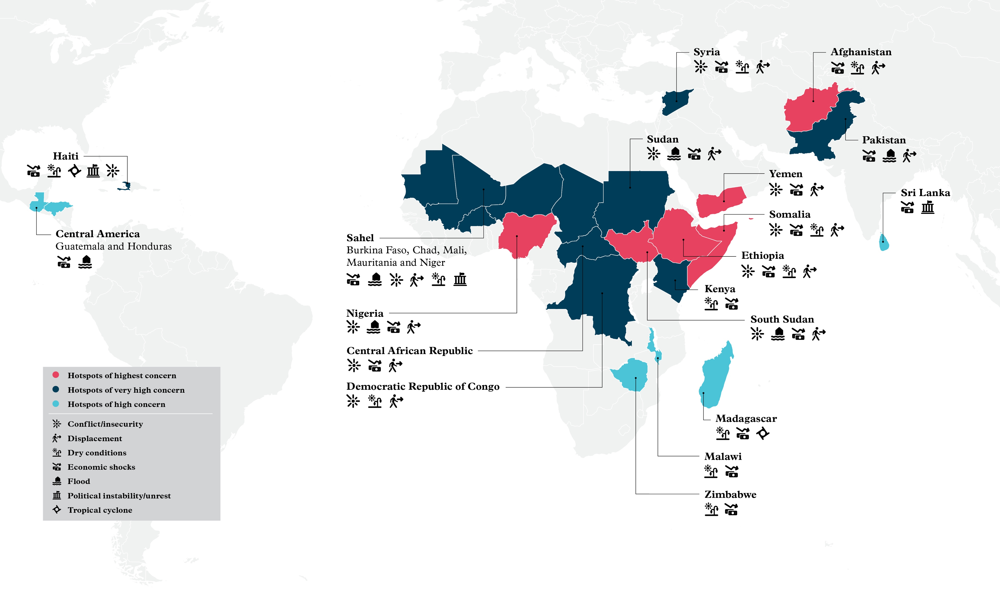 Syria
Afghanistan
Sudan
Pakistan
Haiti
Yemen
Sri Lanka
Somalia
Central America
Guatemala and Honduras
Sahel
Burkina Faso, Chad, Mali,
Mauritania and Niger
Ethiopia
Kenya
Nigeria
South Sudan
Central African Republic
Democratic Republic of Congo
Madagascar
Malawi
Zimbabwe
Hotspots of highest concern
Hotspots of very high concern
Hotspots of high concern
Conflict/insecurity
Displacement
Dry conditions
Economic shocks
Flood
Political instability/unrest
Tropical cyclone